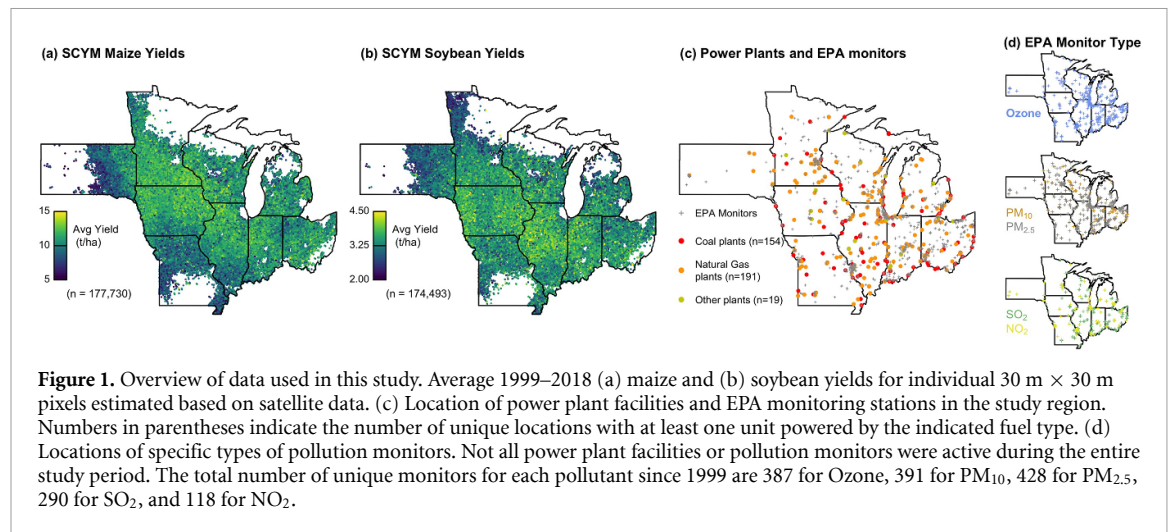 (a) SCYM Maize Yields
(b) SCYM Soybean Yields
(c) Power Plants and EPA monitors
(d) EPA Monitor Type
Ozone
15
10
5
Avg Yield
(t/ha)
(n = 177,730)
4.50
3.25
2.00
Avg Yield
(t/ha)
(n = 174,493)
EPA Monitors
Coal plants (n=154)
Natural Gas
plants (n=191)
Other plants (n=19)
PM₁₀
PM₂.₅
SO₂
NO₂
Figure 1. Overview of data used in this study. Average 1999–2018 (a) maize and (b) soybean yields for individual 30 m × 30 m
pixels estimated based on satellite data. (c) Location of power plant facilities and EPA monitoring stations in the study region.
Numbers in parentheses indicate the number of unique locations with at least one unit powered by the indicated fuel type. (d)
Locations of specific types of pollution monitors. Not all power plant facilities or pollution monitors were active during the entire
study period. The total number of unique monitors for each pollutant since 1999 are 387 for Ozone, 391 for PM₁₀, 428 for PM₂.₅,
290 for SO₂, and 118 for NO₂.